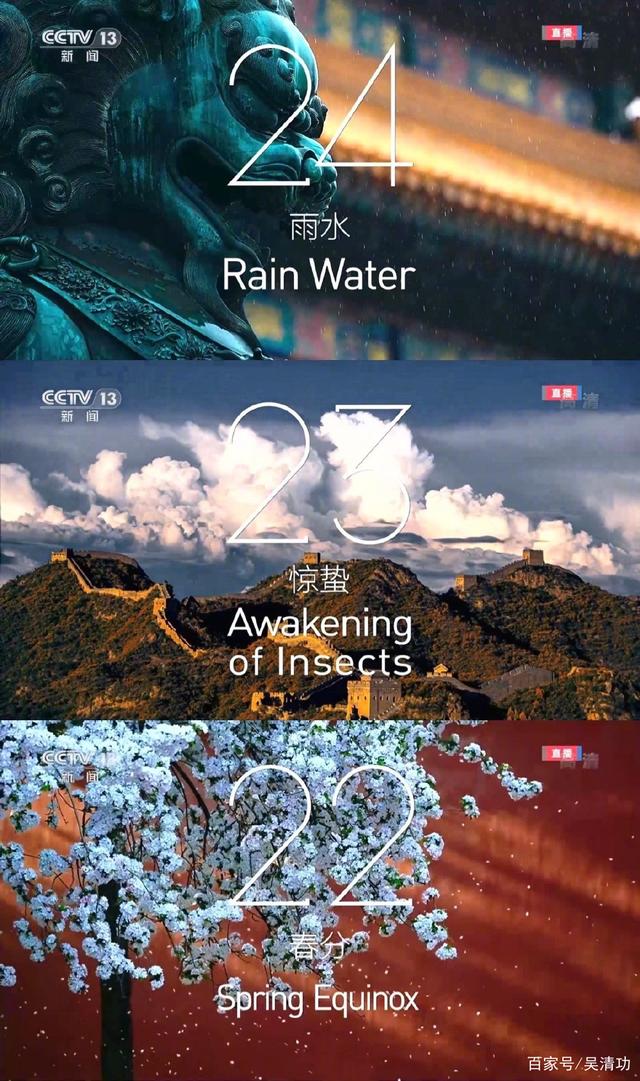 CCTV 13
新闻
直播
高清
24
雨水
Rain Water
CCTV 13
新闻
直播
高清
23
惊蛰
Awakening
of Insects
CCTV 13
新闻
直播
高清
22
春分
Spring Equinox
百家号/吴清功